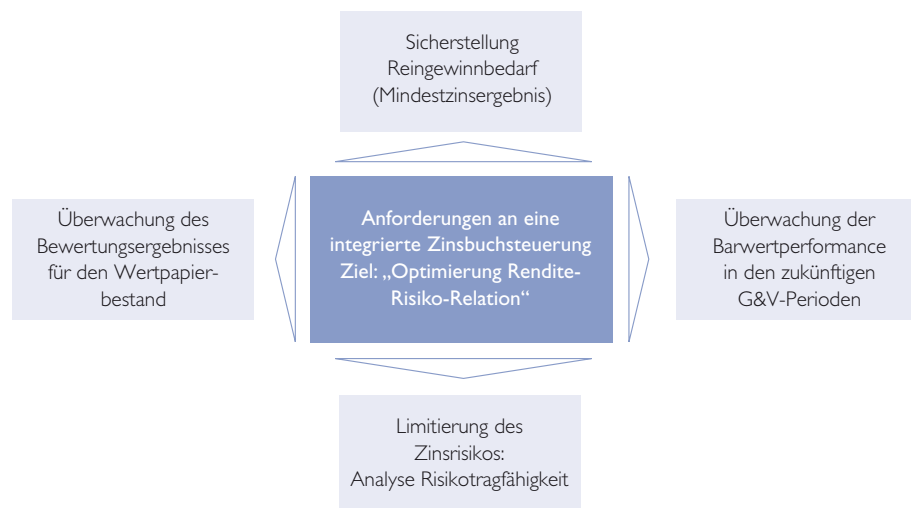 Sicherstellung
Reingewinnbedarf
(Mindestzinsergebnis)
Überwachung des
Bewertungsergebnisses
für den Wertpapier-
bestand
Anforderungen an eine
integrierte Zinsbuchsteuerung
Ziel: „Optimierung Rendite-
Risiko-Relation“
Überwachung der
Barwertperformance
in den zukünftigen
G&V-Perioden
Limitierung des
Zinsrisikos:
Analyse Risikotragfähigkeit